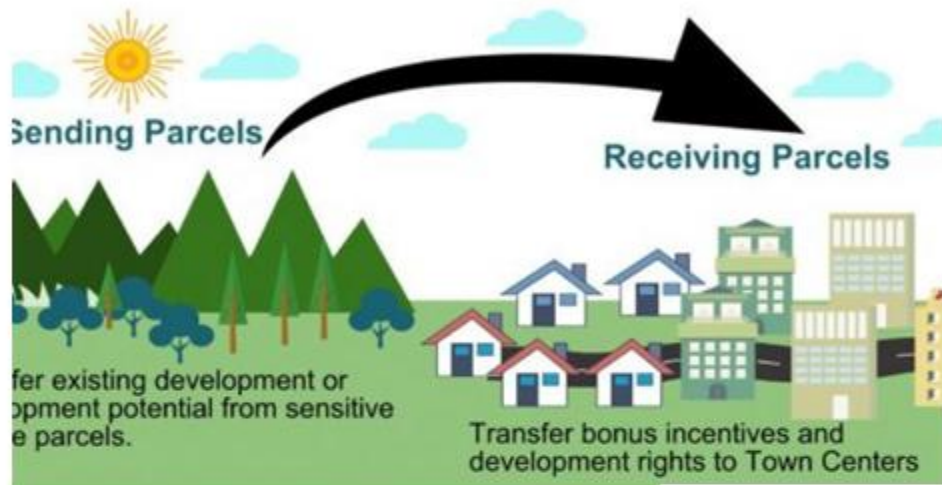 Sending Parcels
Receiving Parcels
fer existing development or
opment potential from sensitive
e parcels.
Transfer bonus incentives and
development rights to Town Centers